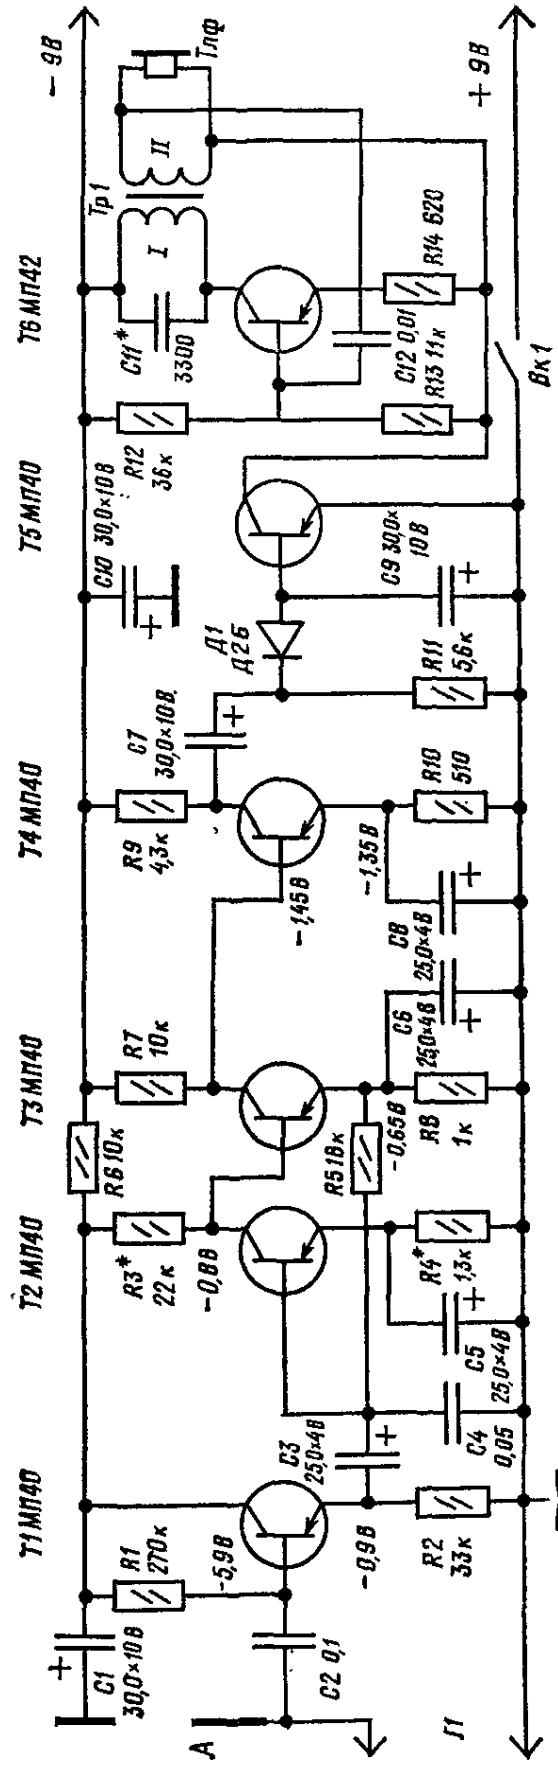 Т1 МП40
Т2 МП40
Т3 МП40
Т4 МП40
Т5 МП40
Т6 МП42
− 9В
С1
30,0×10В
R1
270к
R3*
22к
R6 10к
R7
10к
R9
4,3к
С7
30,0×10В
С10 30,0×10В
R12
36к
С11*
3300
Тр1
I
II
Тлф
А
С2 0,1
−5,9В
−0,9В
С3
25,0×4В
−0,8В
R5 18к
−0,65В
−1,45В
−1,35В
Д1
Д2Б
С9 30,0×
10В
С12 0,01
R13 11к
R14 620
R2
33к
С4
0,05
С5
25,0×4В
R4*
1,3к
R8
1к
С6
25,0×4В
С8
25,0×4В
R10
510
R11
5,6к
Вк1
+ 9В
Г1